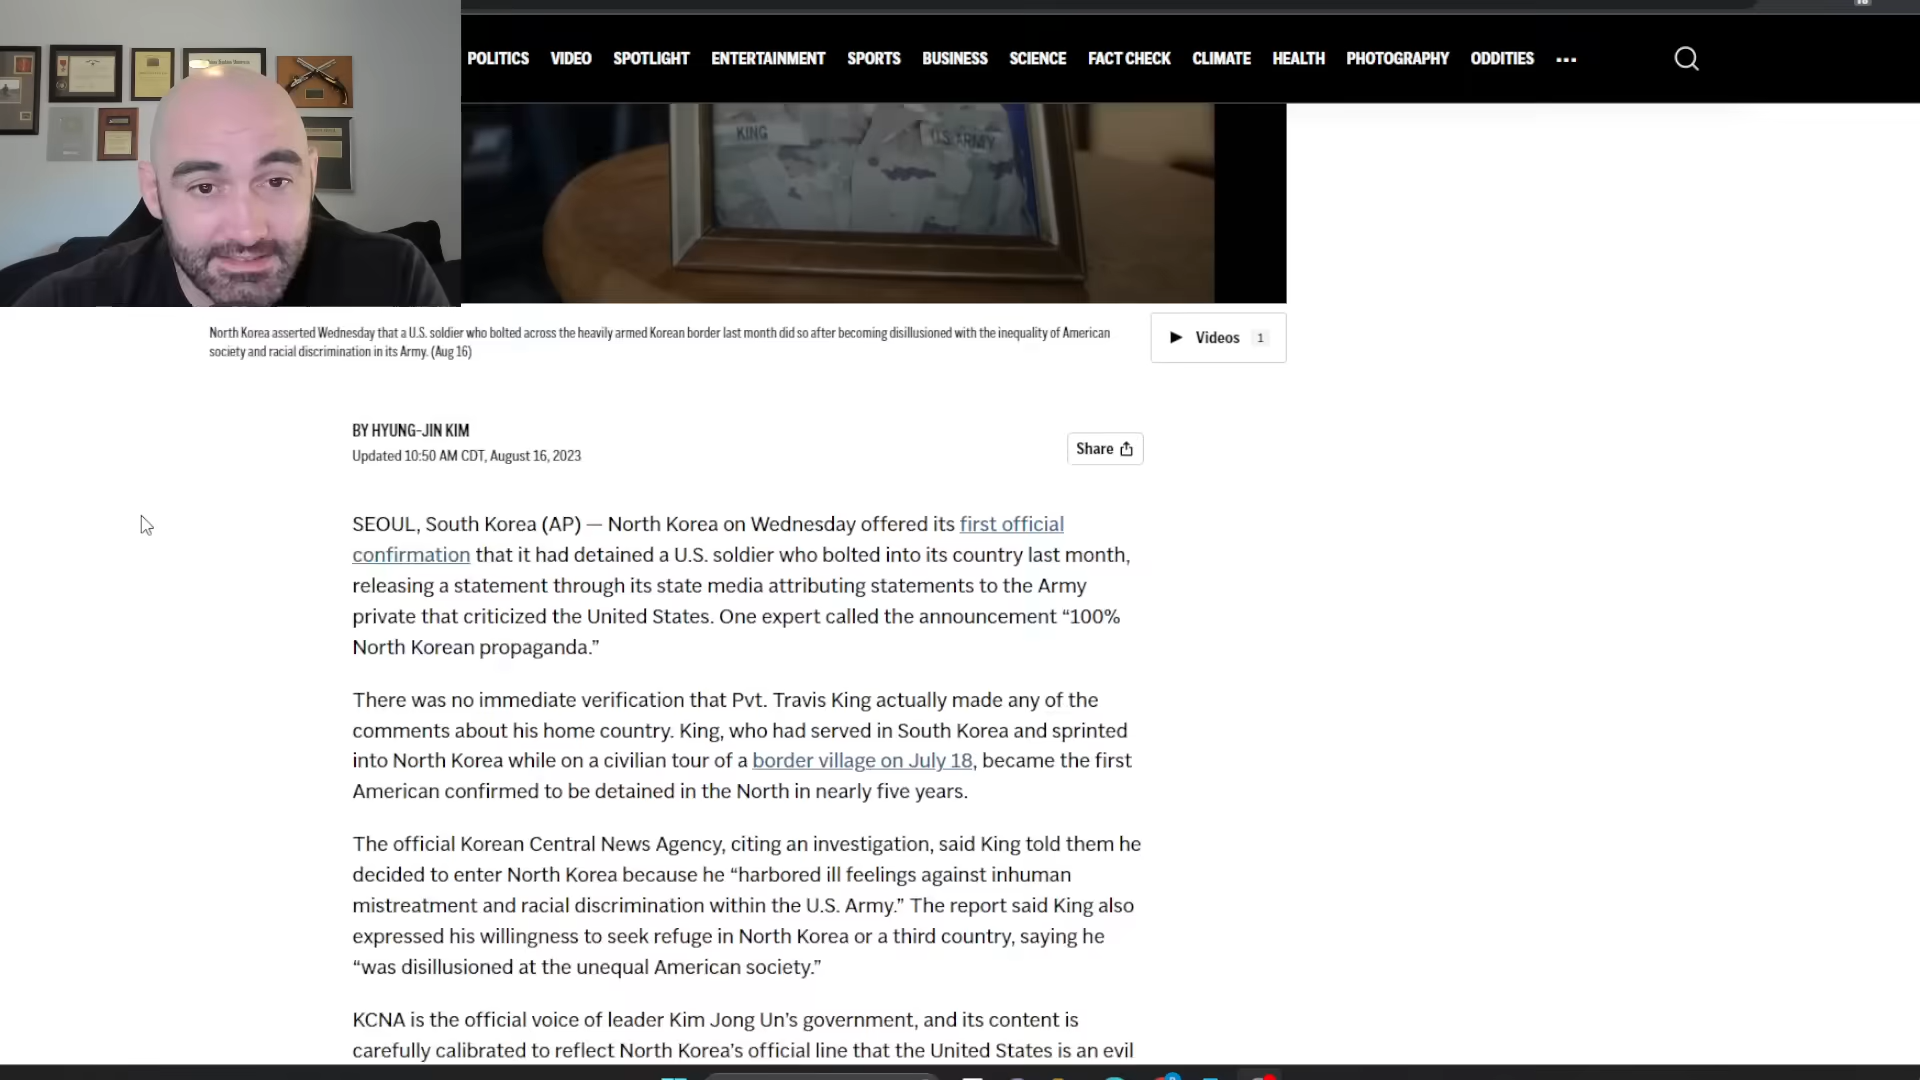 POLITICS VIDEO SPOTLIGHT ENTERTAINMENT SPORTS BUSINESS SCIENCE FACT CHECK CLIMATE HEALTH PHOTOGRAPHY ODDITIES ...
KING
U.S. ARMY
North Korea asserted Wednesday that a U.S. soldier who bolted across the heavily armed Korean border last month did so after becoming disillusioned with the inequality of American
society and racial discrimination in its Army. (Aug 16)
Videos 1
BY HYUNG-JIN KIM
Updated 10:50 AM CDT, August 16, 2023
Share
SEOUL, South Korea (AP) — North Korea on Wednesday offered its first official
confirmation that it had detained a U.S. soldier who bolted into its country last month,
releasing a statement through its state media attributing statements to the Army
private that criticized the United States. One expert called the announcement “100%
North Korean propaganda.”
There was no immediate verification that Pvt. Travis King actually made any of the
comments about his home country. King, who had served in South Korea and sprinted
into North Korea while on a civilian tour of a border village on July 18, became the first
American confirmed to be detained in the North in nearly five years.
The official Korean Central News Agency, citing an investigation, said King told them he
decided to enter North Korea because he “harbored ill feelings against inhuman
mistreatment and racial discrimination within the U.S. Army.” The report said King also
expressed his willingness to seek refuge in North Korea or a third country, saying he
“was disillusioned at the unequal American society.”
KCNA is the official voice of leader Kim Jong Un’s government, and its content is
carefully calibrated to reflect North Korea’s official line that the United States is an evil